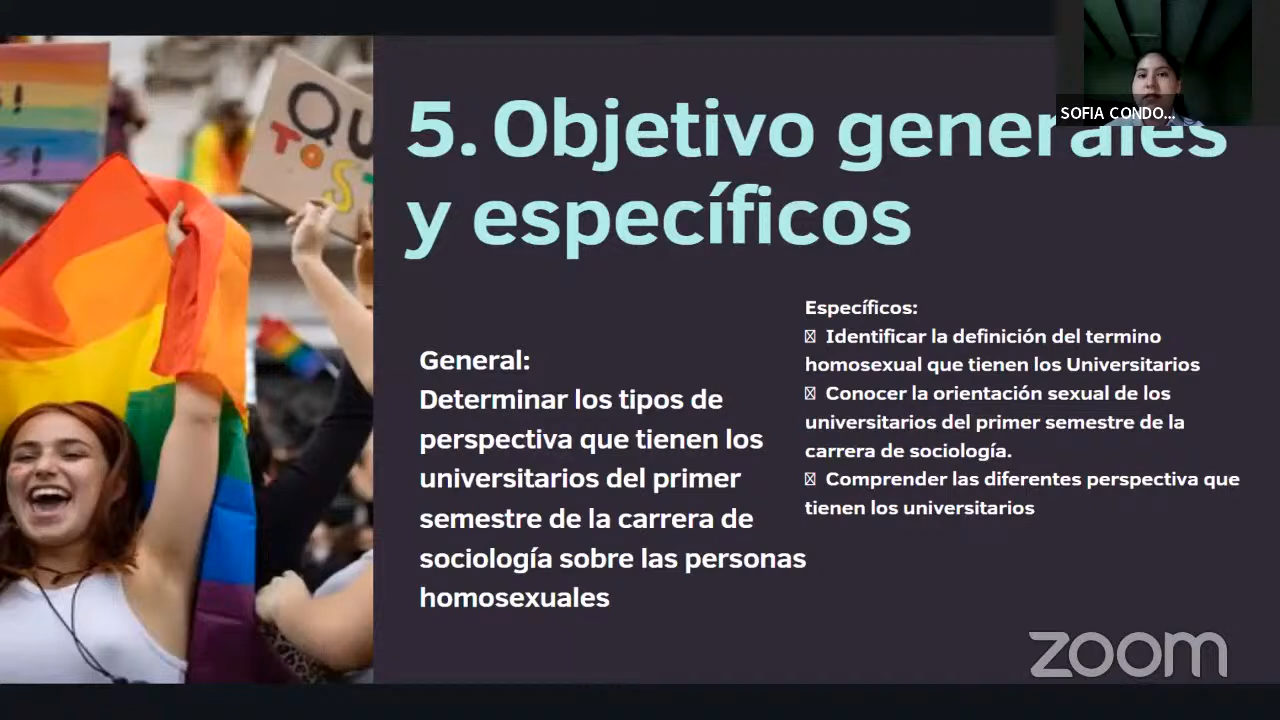 SOFIA CONDO...
5. Objetivo generales
y específicos
General:
Determinar los tipos de
perspectiva que tienen los
universitarios del primer
semestre de la carrera de
sociología sobre las personas
homosexuales
Específicos:
Identificar la definición del termino
homosexual que tienen los Universitarios
Conocer la orientación sexual de los
universitarios del primer semestre de la
carrera de sociología.
Comprender las diferentes perspectiva que
tienen los universitarios
QU
TOS
zoom